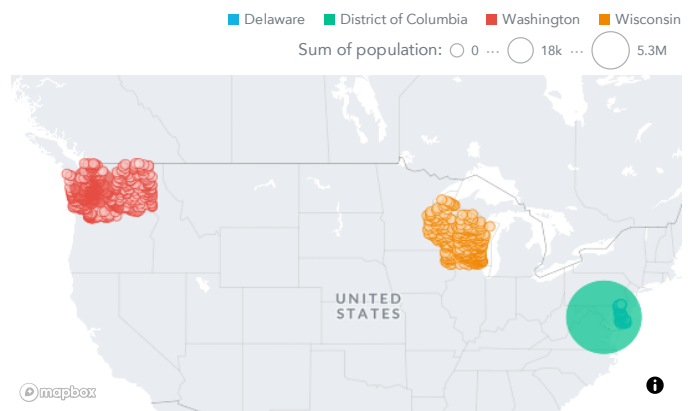 Delaware District of Columbia Washington Wisconsin
Sum of population: 0 ... 18k ... 5.3M
UNITED
STATES
mapbox
i